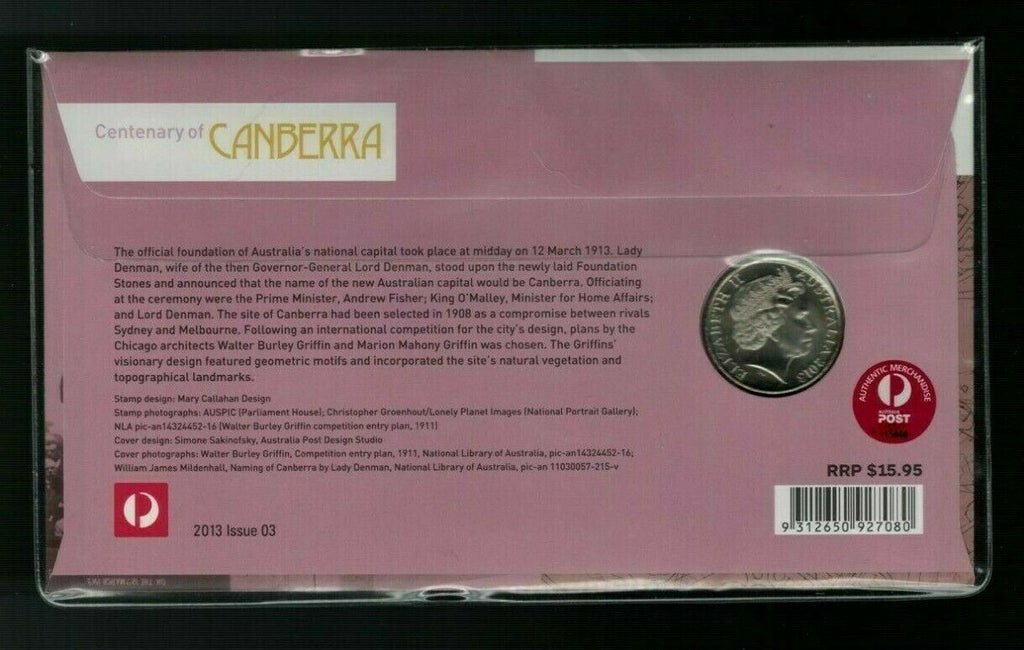 Centenary of CANBERRA
The official foundation of Australia's national capital took place at midday on 12 March 1913. Lady
Denman, wife of the then Governor-General Lord Denman, stood upon the newly laid Foundation
Stones and announced that the name of the new Australian capital would be Canberra. Officiating
at the ceremony were the Prime Minister, Andrew Fisher; King O'Malley, Minister for Home Affairs;
and Lord Denman. The site of Canberra had been selected in 1908 as a compromise between rivals
Sydney and Melbourne. Following an international competition for the city's design, plans by the
Chicago architects Walter Burley Griffin and Marion Mahony Griffin was chosen. The Griffins'
visionary design featured geometric motifs and incorporated the site's natural vegetation and
topographical landmarks.
Stamp design: Mary Callahan Design
Stamp photographs: AUSPIC (Parliament House); Christopher Groenhout/Lonely Planet Images (National Portrait Gallery);
NLA pic-an14324452-16 (Walter Burley Griffin competition entry plan, 1911)
Cover design: Simone Sakinofsky, Australia Post Design Studio
Cover photographs: Walter Burley Griffin, Competition entry plan, 1911, National Library of Australia, pic-an14324452-16;
William James Mildenhall, Naming of Canberra by Lady Denman, National Library of Australia, pic-an 11030057-215-v
2013 Issue 03
ELIZABETH II AUSTRALIA 2013
AUTHENTIC MERCHANDISE
AUSTRALIA
POST
RRP $15.95
9 312650 927080